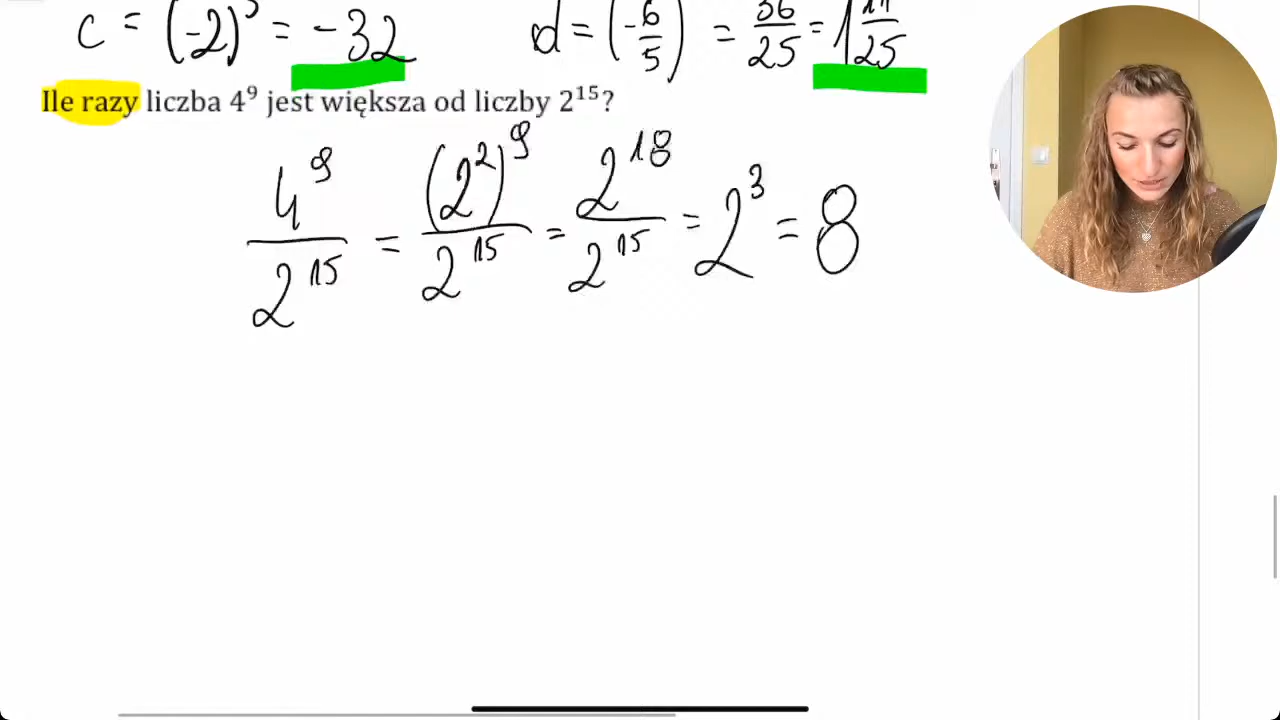 c = (-2)⁵ = -32 d = (-6/5)² = 36/25 = 1 11/25
Ile razy liczba 4⁹ jest większa od liczby 2¹⁵?
4⁹/2¹⁵ = (2²)⁹/2¹⁵ = 2¹⁸/2¹⁵ = 2³ = 8